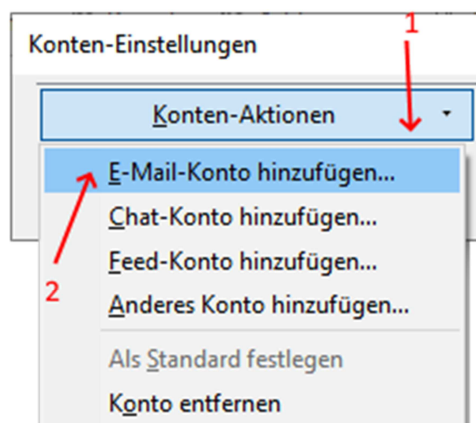 1
Konten-Einstellungen
Konten-Aktionen
E-Mail-Konto hinzufügen...
Chat-Konto hinzufügen...
Feed-Konto hinzufügen...
2
Anderes Konto hinzufügen...
Als Standard festlegen
Konto entfernen